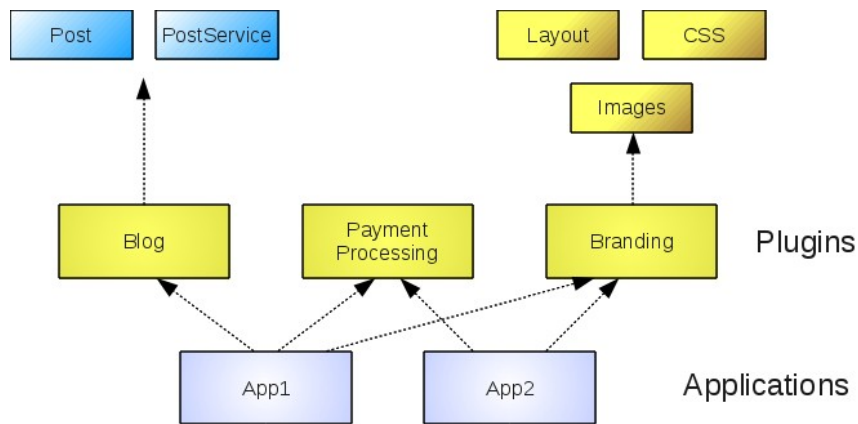 Post
PostService
Layout
CSS
Images
Blog
Payment
Processing
Branding
Plugins
App1
App2
Applications